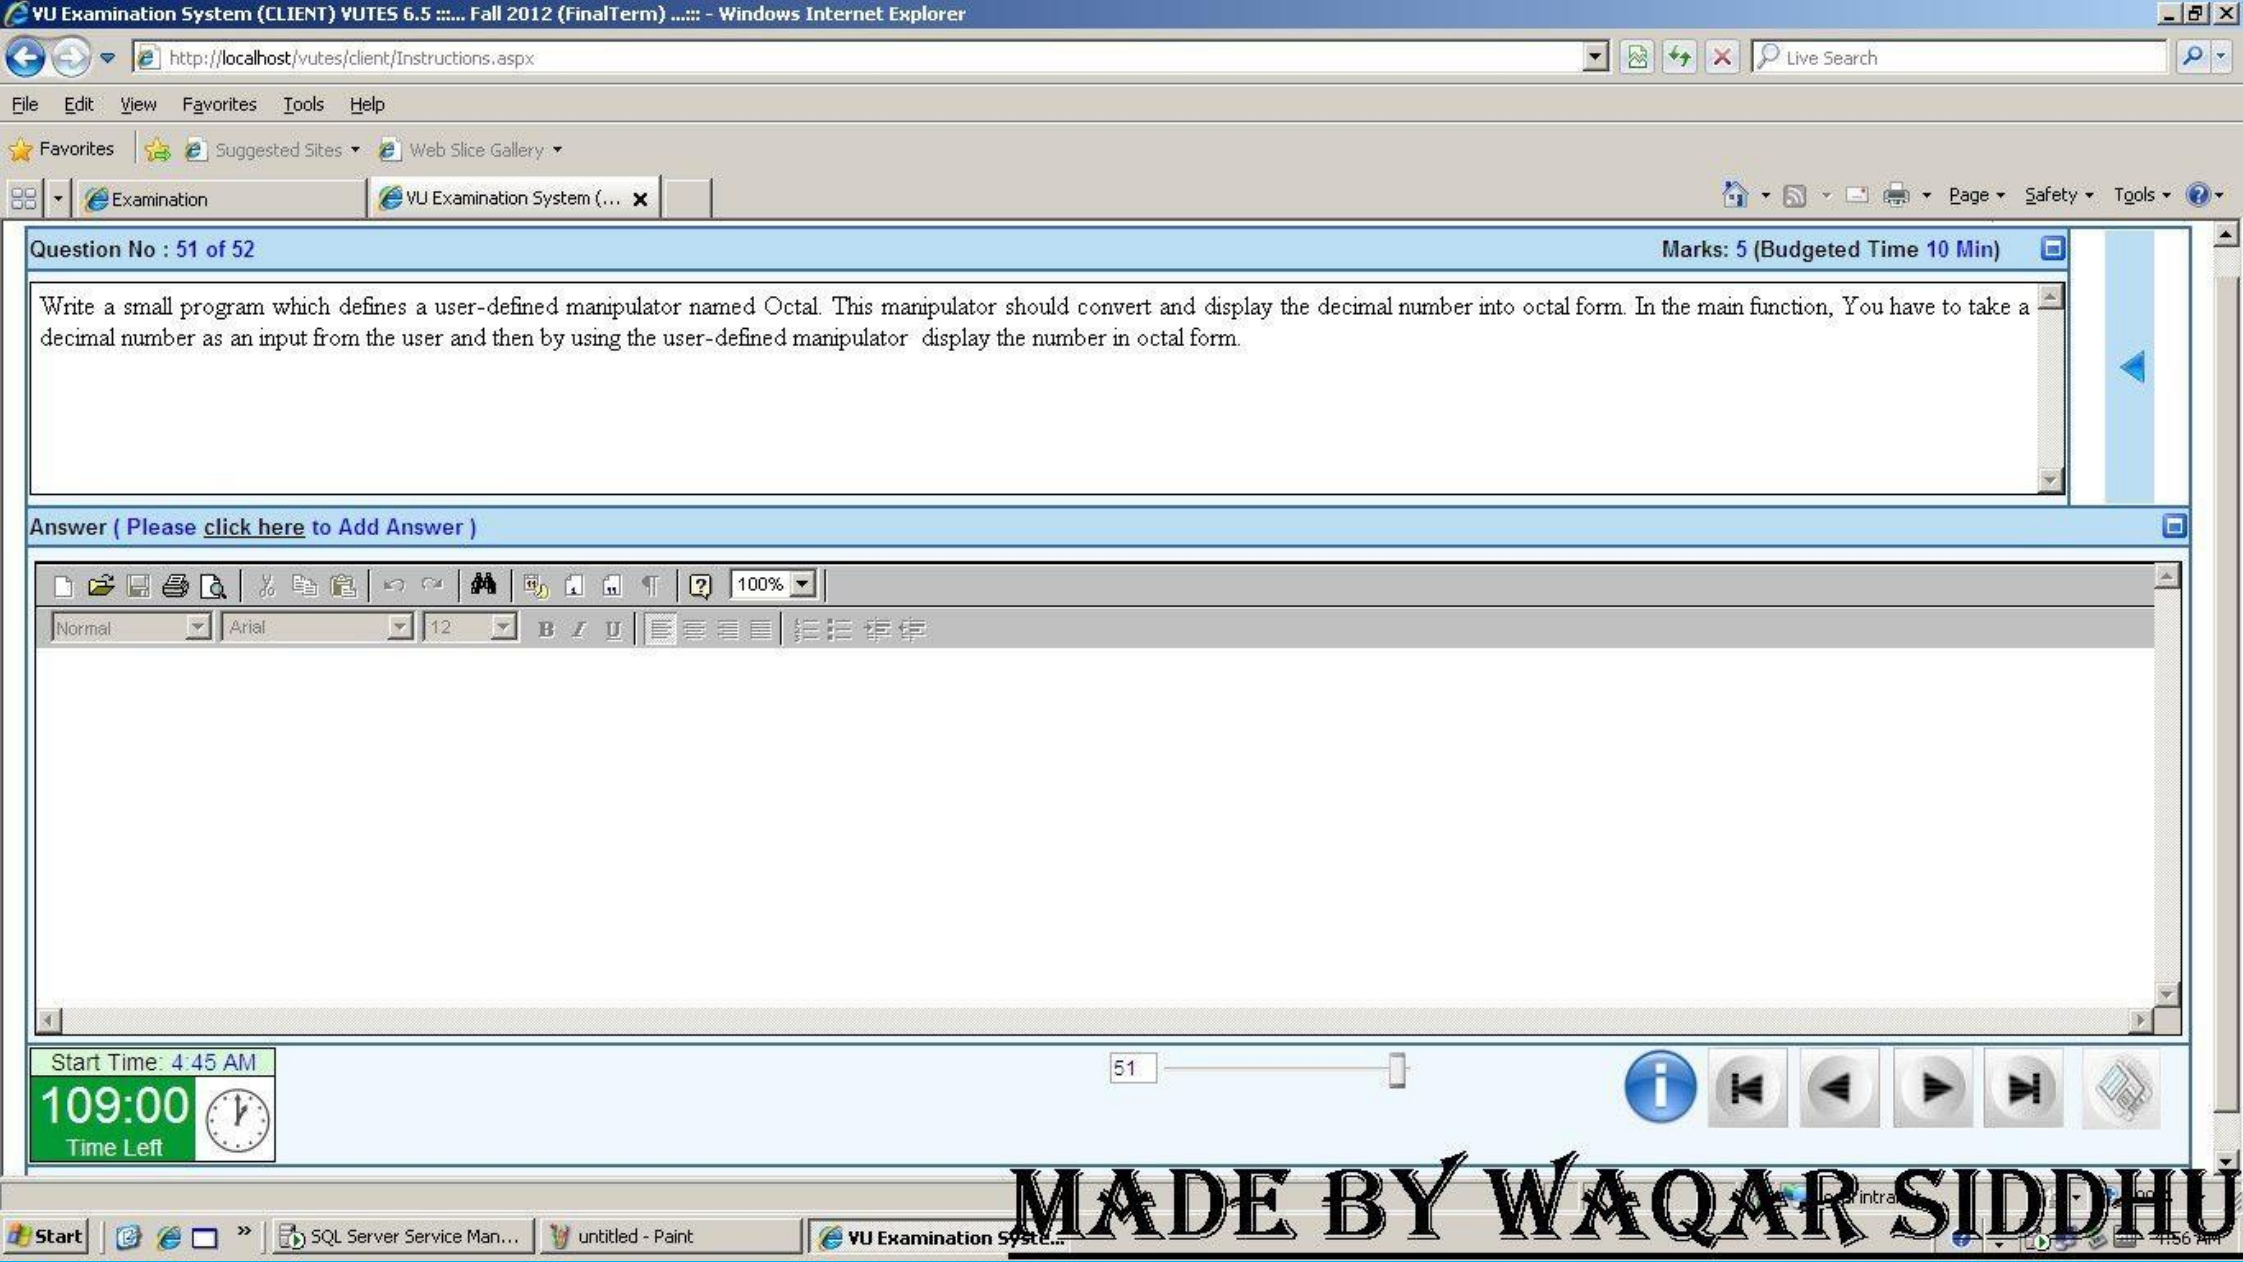 VU Examination System (CLIENT) VUTES 6.5 :::... Fall 2012 (FinalTerm) ...::: - Windows Internet Explorer
http://localhost/vutes/client/Instructions.aspx
Live Search
File Edit View Favorites Tools Help
Favorites Suggested Sites Web Slice Gallery
Examination VU Examination System (... Page Safety Tools
Question No : 51 of 52 Marks: 5 (Budgeted Time 10 Min)
Write a small program which defines a user-defined manipulator named Octal. This manipulator should convert and display the decimal number into octal form. In the main function, You have to take a
decimal number as an input from the user and then by using the user-defined manipulator display the number in octal form.
Answer ( Please click here to Add Answer )
100%
Normal Arial 12 B I U
Start Time: 4:45 AM
51
109:00
Time Left
MADE BY WAQAR SIDDHU
Start SQL Server Service Man... untitled - Paint VU Examination Syste...